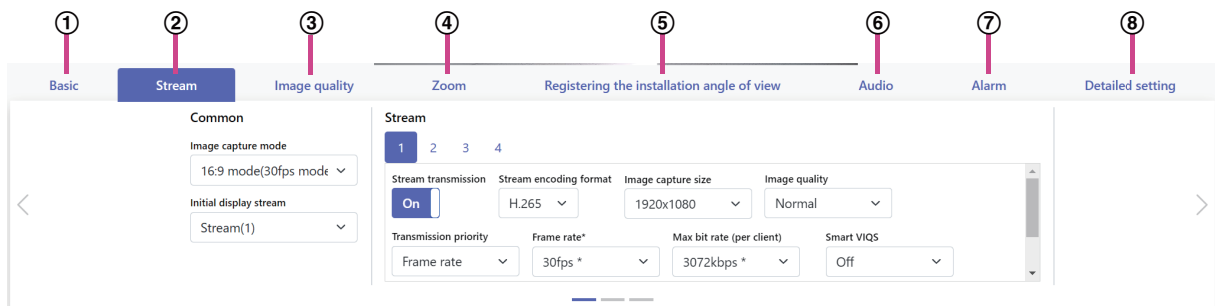 ① ② ③ ④ ⑤ ⑥ ⑦ ⑧
Basic Stream Image quality Zoom Registering the installation angle of view Audio Alarm Detailed setting
Common
Image capture mode
16:9 mode(30fps mode
Initial display stream
Stream(1)
Stream
1 2 3 4
Stream transmission Stream encoding format Image capture size Image quality
On H.265 1920x1080 Normal
Transmission priority Frame rate* Max bit rate (per client) Smart VIQS
Frame rate 30fps * 3072kbps * Off